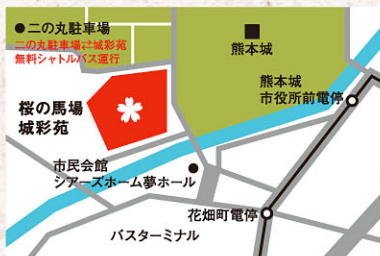 ●二の丸駐車場
二の丸駐車場⇄城彩苑
無料シャトルバス運行
熊本城
熊本城
市役所前電停
桜の馬場
城彩苑
市民会館
シアーズホーム夢ホール
花畑町電停
バスターミナル